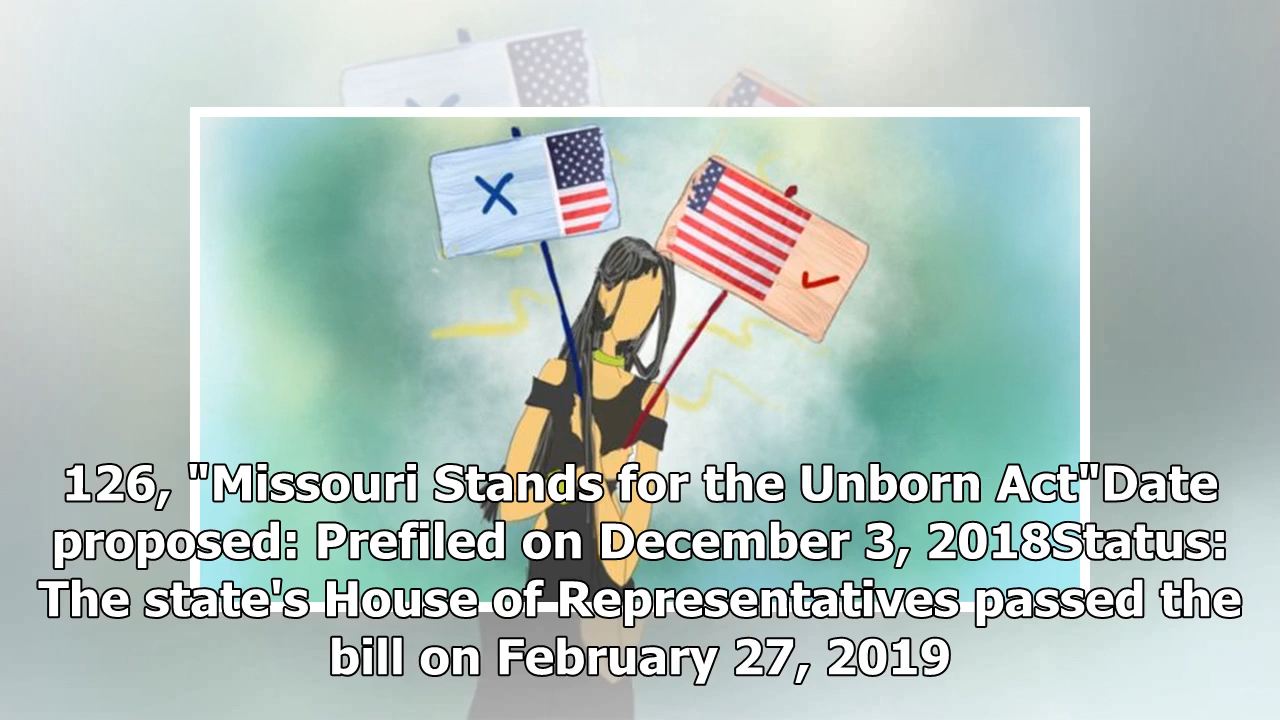 126, "Missouri Stands for the Unborn Act"Date
proposed: Prefiled on December 3, 2018Status:
The state's House of Representatives passed the
bill on February 27, 2019